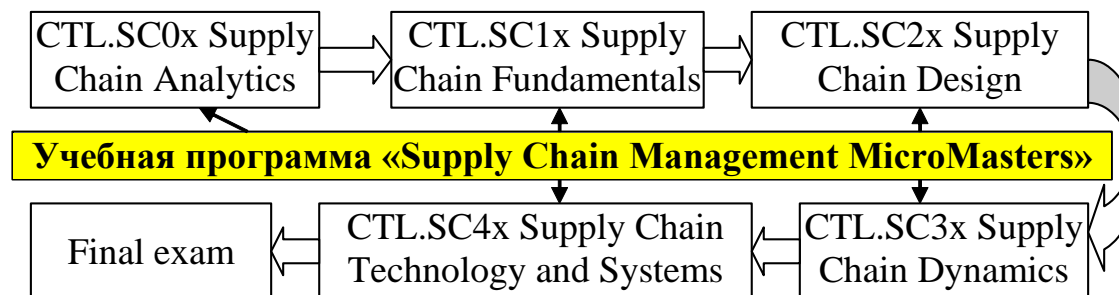 CTL.SC0x Supply
Chain Analytics
CTL.SC1x Supply
Chain Fundamentals
CTL.SC2x Supply
Chain Design
Учебная программа «Supply Chain Management MicroMasters»
Final exam
CTL.SC4x Supply Chain
Technology and Systems
CTL.SC3x Supply
Chain Dynamics